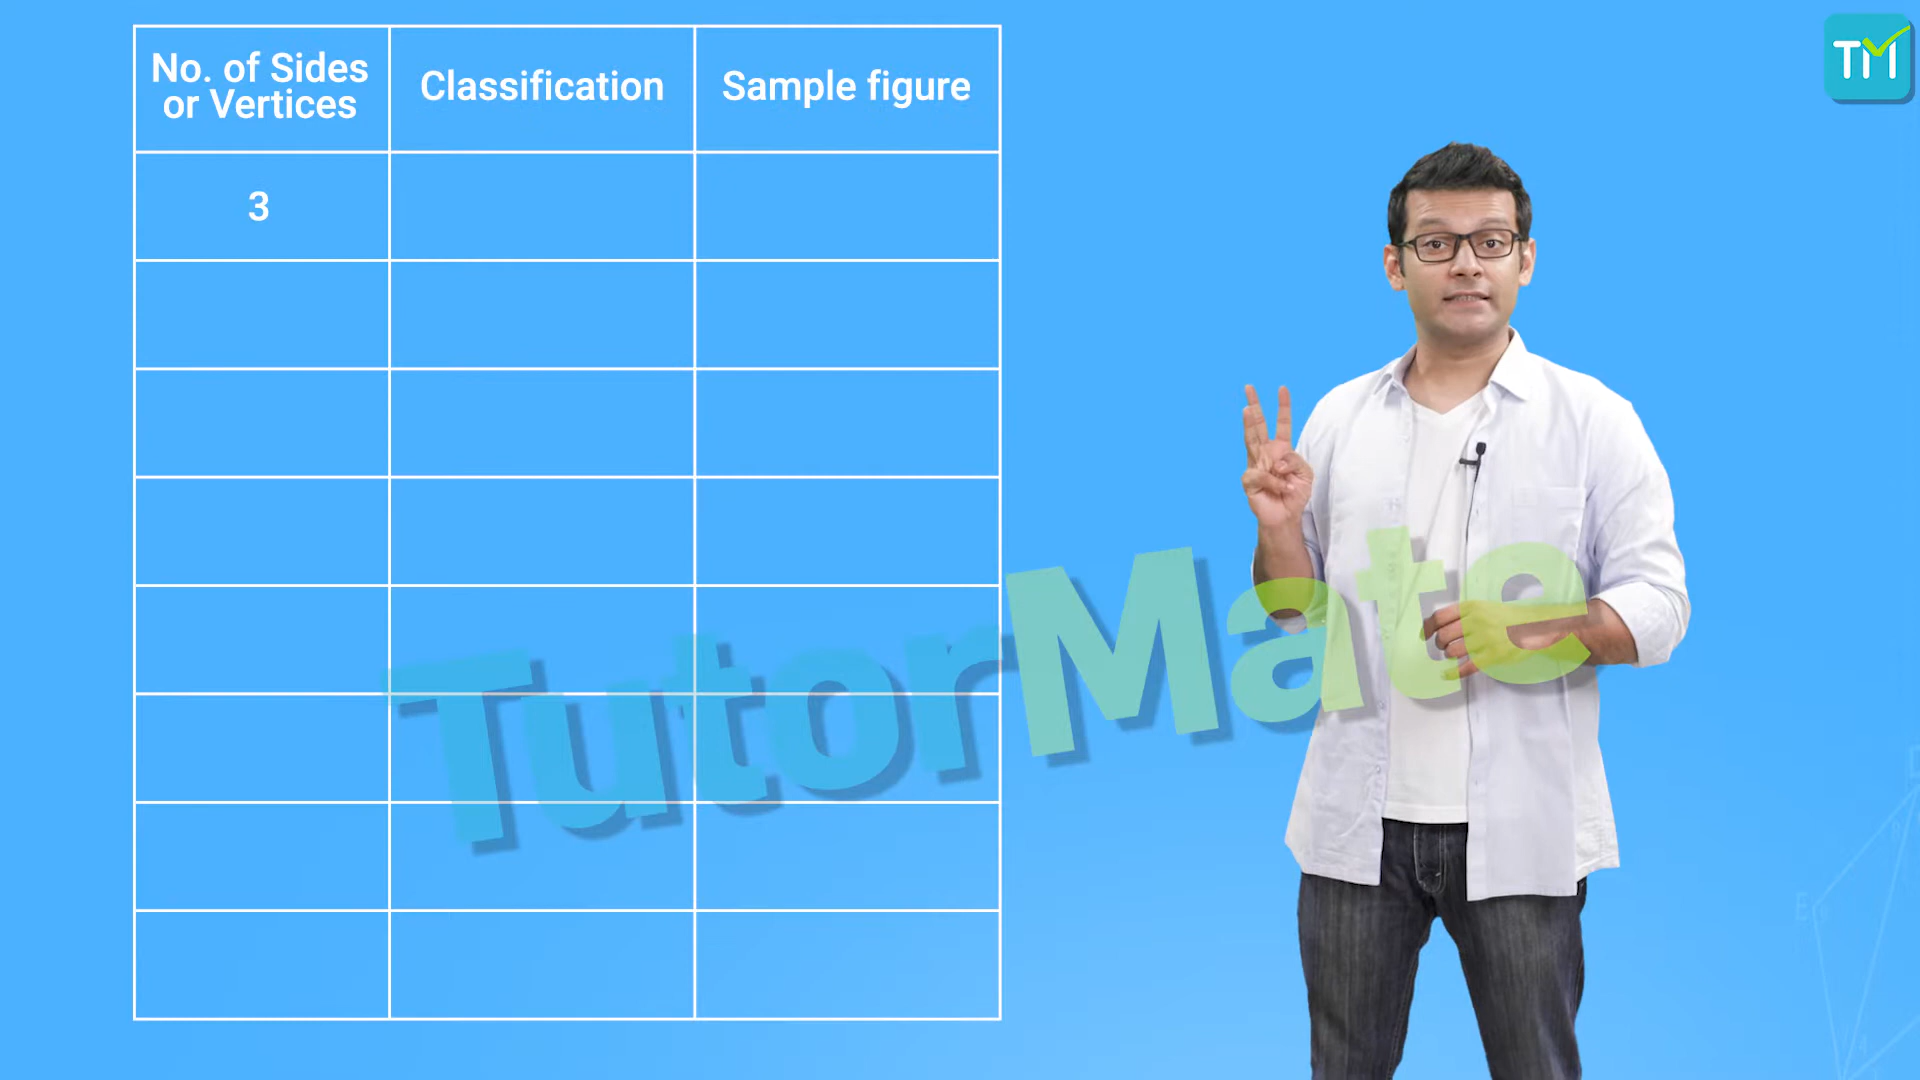 No. of Sides
or Vertices
Classification
Sample figure
3
TM
TutorMate